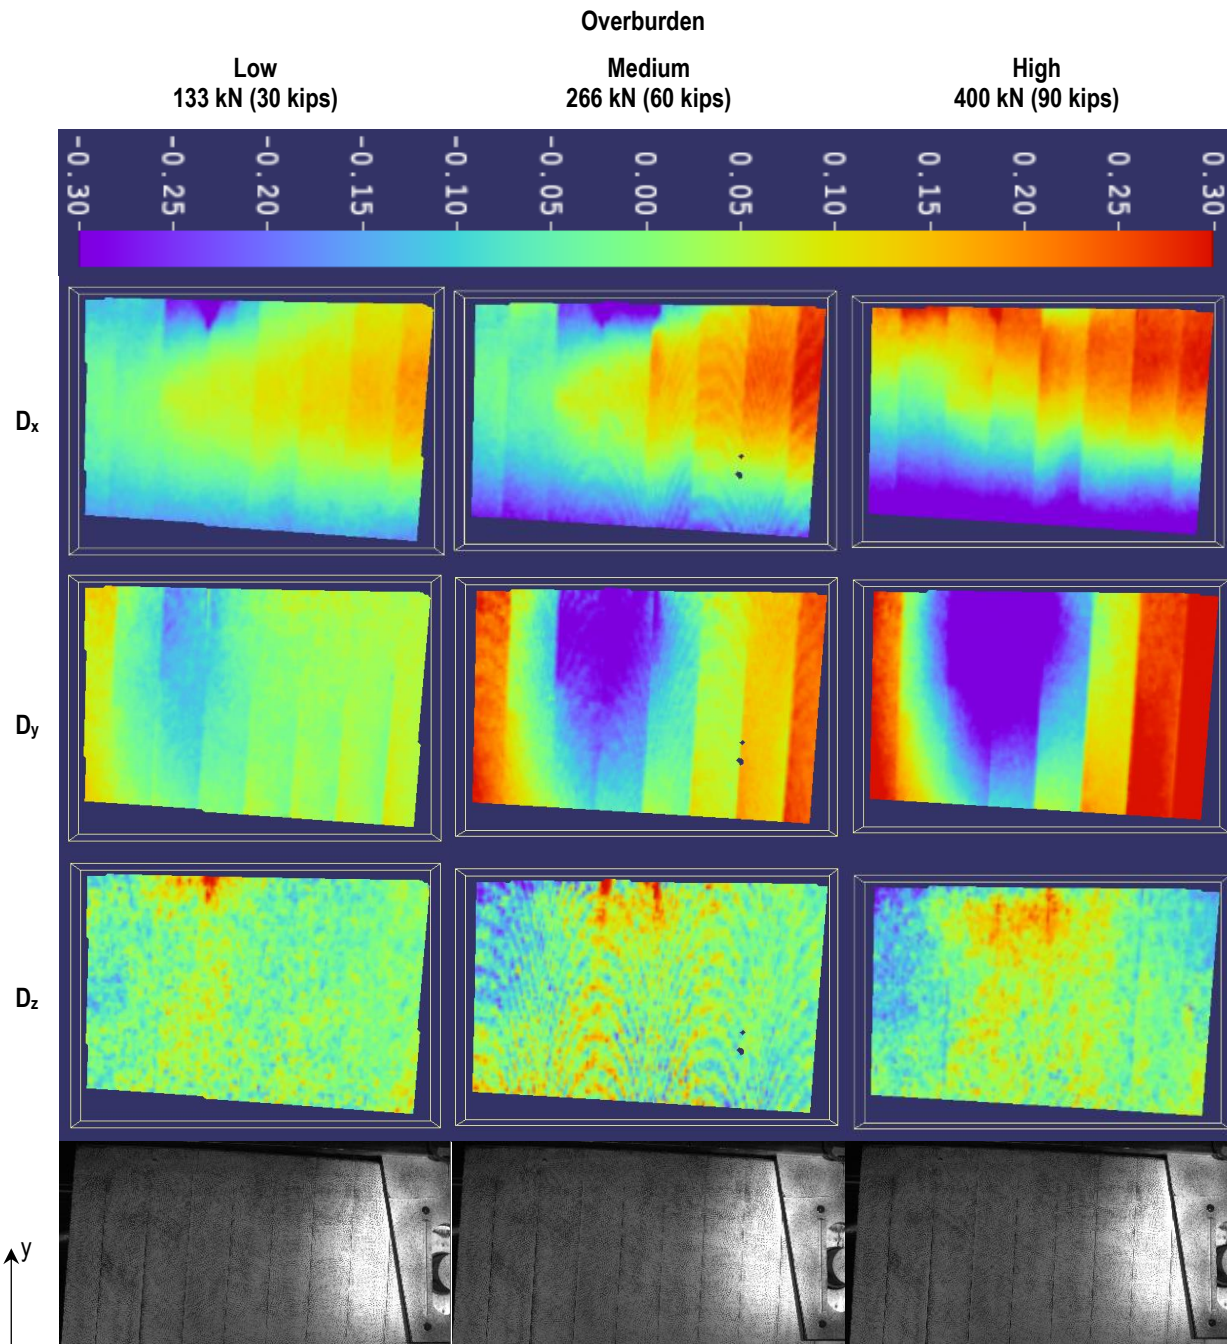 Overburden
Low Medium High
133 kN (30 kips) 266 kN (60 kips) 400 kN (90 kips)
-0.30 -0.25 -0.20 -0.15 -0.10 -0.05 0.00 0.05 0.10 0.15 0.20 0.25 0.30
Dx
Dy
Dz
y